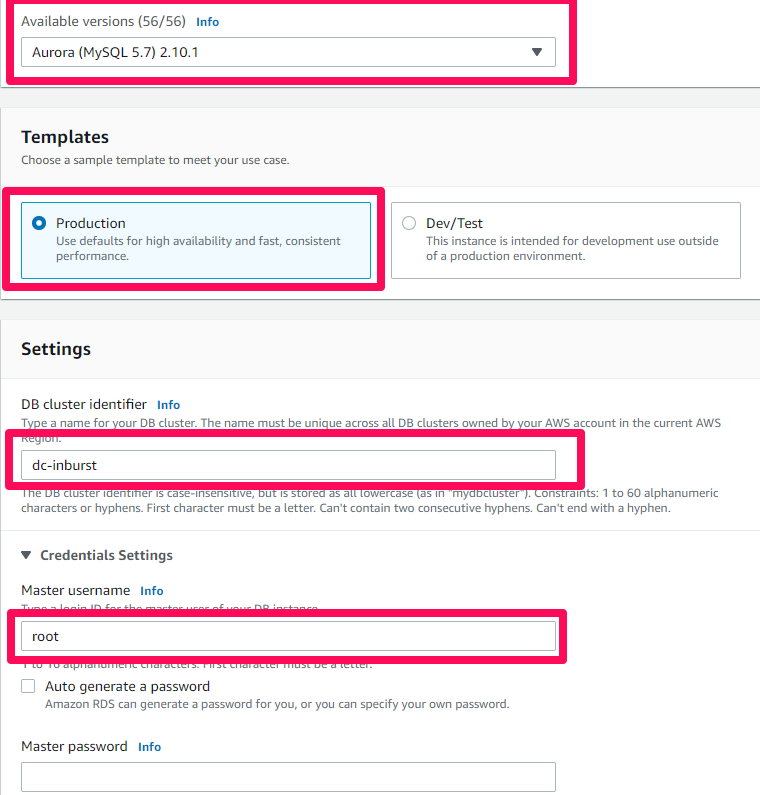 Available versions (56/56) Info
Aurora (MySQL 5.7) 2.10.1
Templates
Choose a sample template to meet your use case.
Production
Use defaults for high availability and fast, consistent
performance.
Dev/Test
This instance is intended for development use outside
of a production environment.
Settings
DB cluster identifier Info
Type a name for your DB cluster. The name must be unique across all DB clusters owned by your AWS account in the current AWS
Region.
dc-inburst
The DB cluster identifier is case-insensitive, but is stored as all lowercase (as in "mydbcluster"). Constraints: 1 to 60 alphanumeric
characters or hyphens. First character must be a letter. Can't contain two consecutive hyphens. Can't end with a hyphen.
Credentials Settings
Master username Info
Type a login ID for the master user of your DB instance.
root
1 to 16 alphanumeric characters. First character must be a letter.
Auto generate a password
Amazon RDS can generate a password for you, or you can specify your own password.
Master password Info